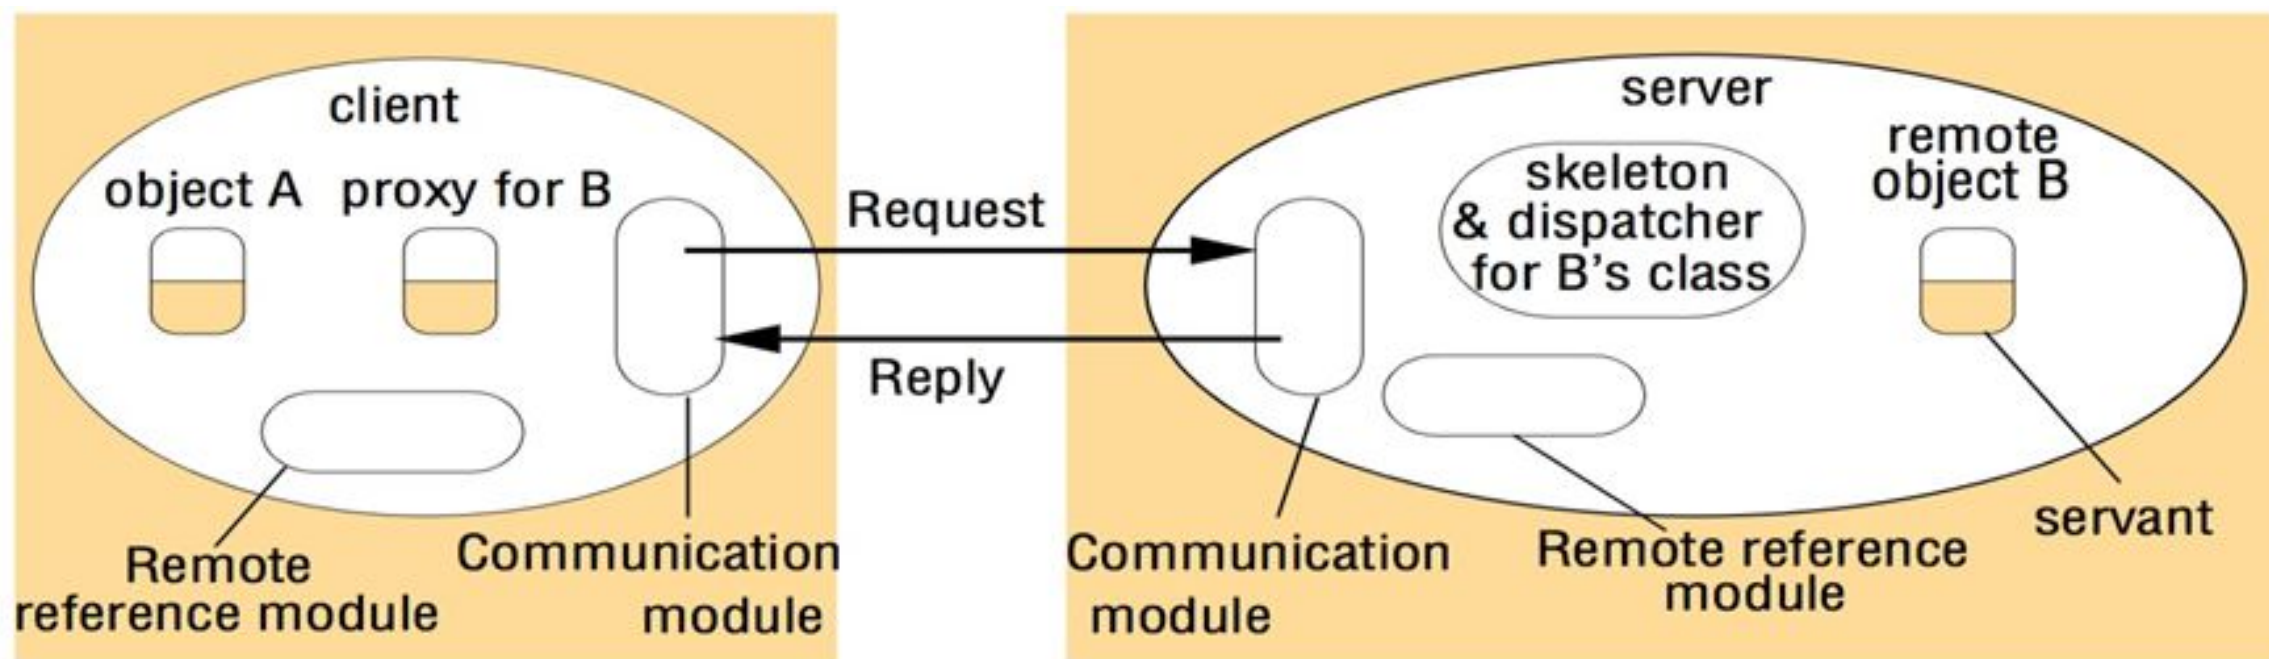 client
object A
proxy for B
Remote
reference module
Communication
module
Request
Reply
server
skeleton
& dispatcher
for B’s class
remote
object B
Communication
module
Remote reference
module
servant